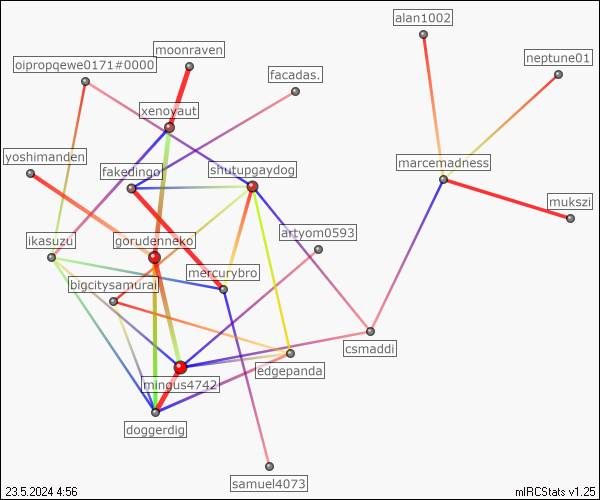 alan1002
moonraven
neptune01
oipropqewe0171#0000
facadas.
xenoyaut
yoshimanden
fakedingo
shutupgaydog
marcemadness
mukszi
artyom0593
ikasuzu
gorudenneko
mercurybro
bigcitysamurai
csmaddi
edgepanda
mingus4742
doggerdig
samuel4073
23.5.2024 4:56
mIRCStats v1.25